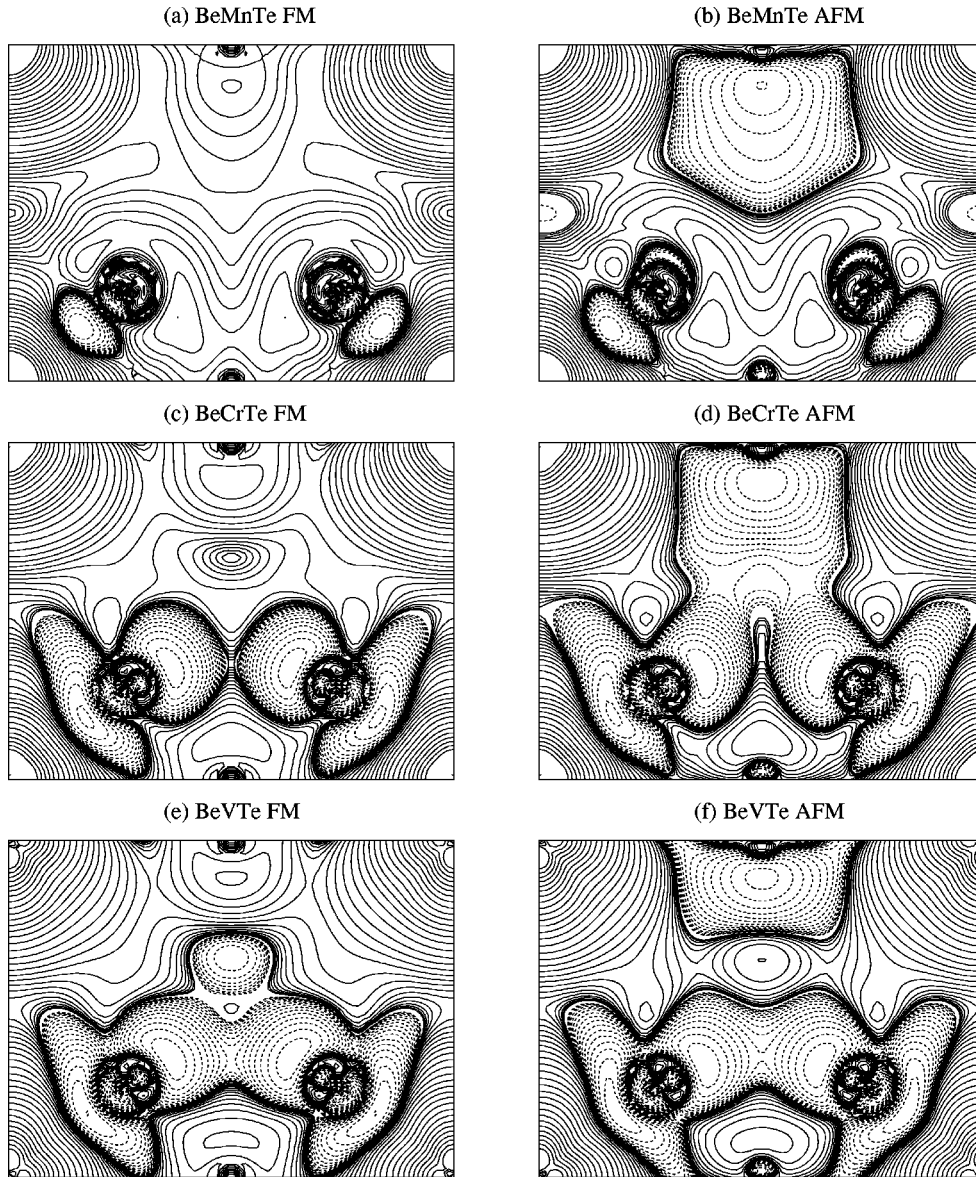 (a) BeMnTe FM
(b) BeMnTe AFM
(c) BeCrTe FM
(d) BeCrTe AFM
(e) BeVTe FM
(f) BeVTe AFM